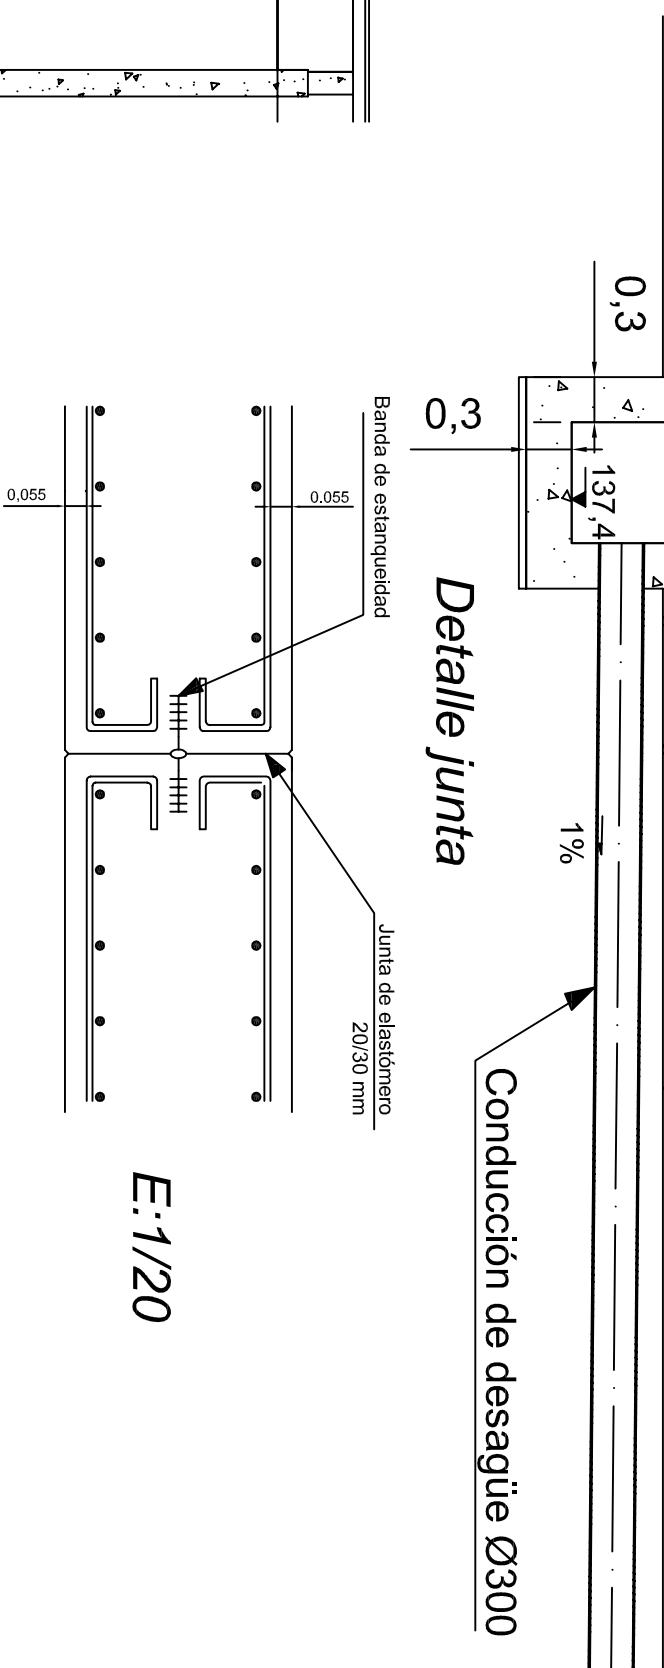 0,3
0,3
137,4
1%
Conducción de desagüe Ø300
Detalle junta
Banda de estanqueidad
Junta de elastómero
20/30 mm
0.055
0,055
E:1/20